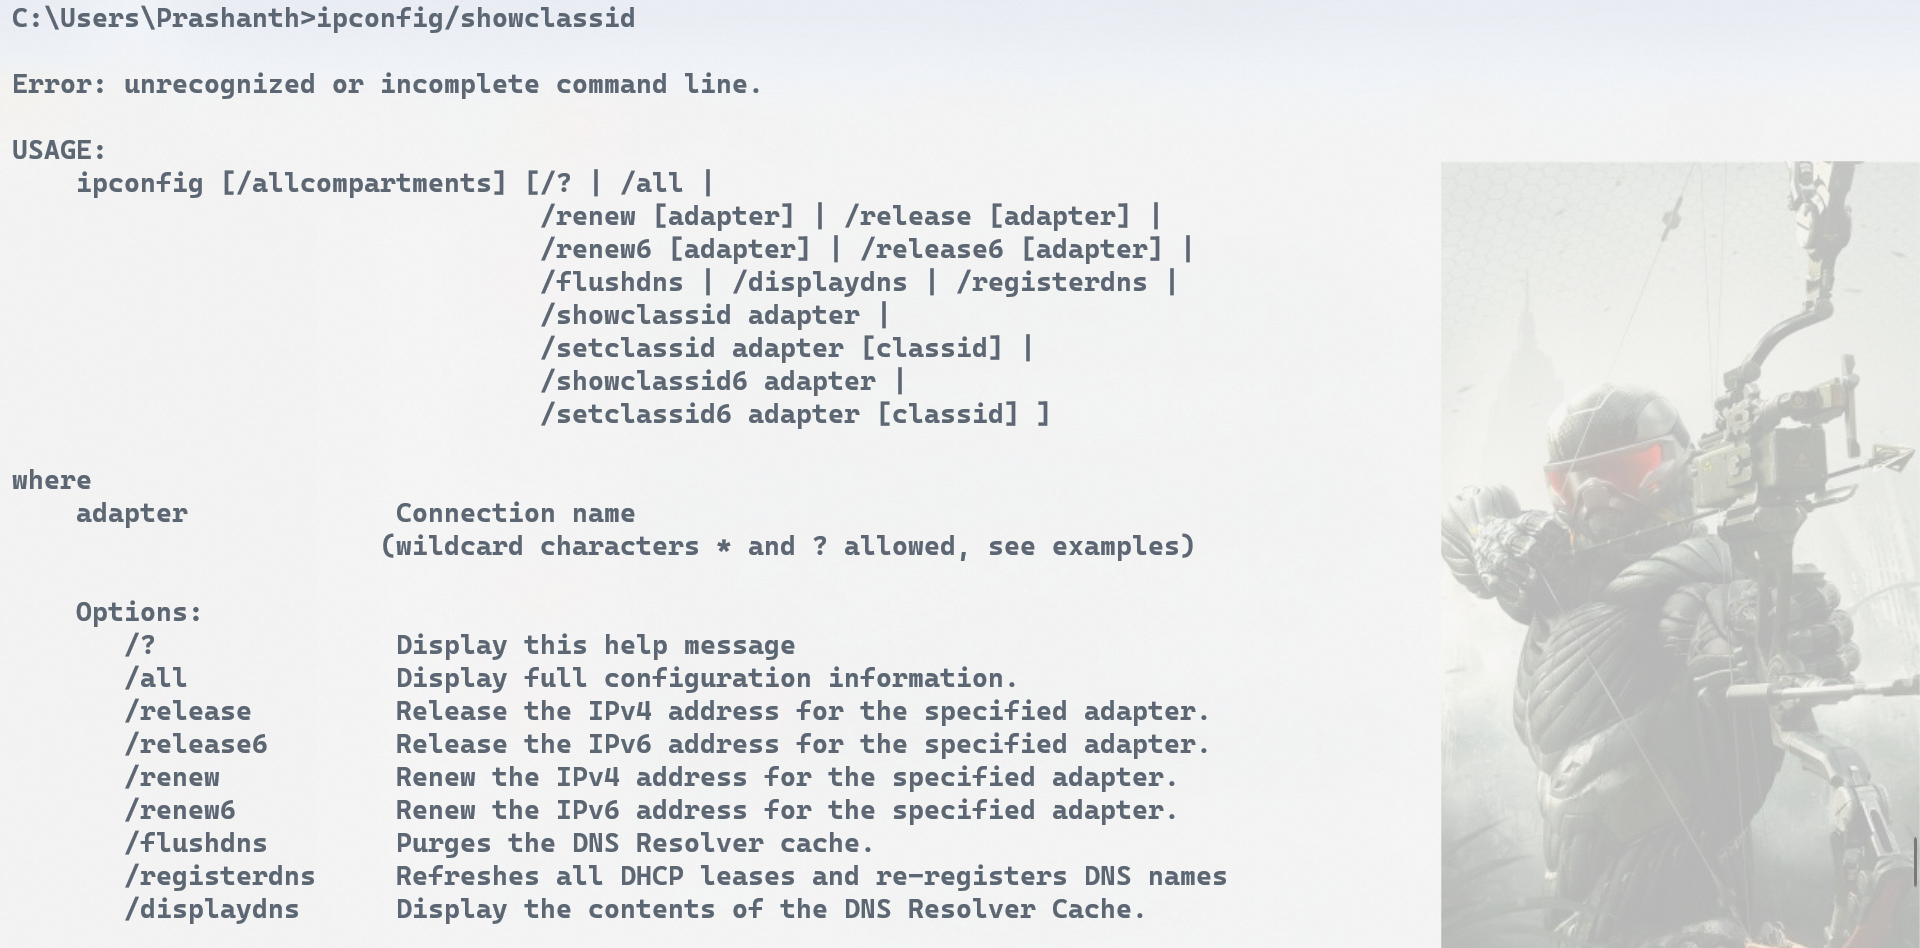 C:\Users\Prashanth>ipconfig/showclassid
Error: unrecognized or incomplete command line.
USAGE:
ipconfig [/allcompartments] [/? | /all |
/renew [adapter] | /release [adapter] |
/renew6 [adapter] | /release6 [adapter] |
/flushdns | /displaydns | /registerdns |
/showclassid adapter |
/setclassid adapter [classid] |
/showclassid6 adapter |
/setclassid6 adapter [classid] ]
where
adapter Connection name
(wildcard characters * and ? allowed, see examples)
Options:
/? Display this help message
/all Display full configuration information.
/release Release the IPv4 address for the specified adapter.
/release6 Release the IPv6 address for the specified adapter.
/renew Renew the IPv4 address for the specified adapter.
/renew6 Renew the IPv6 address for the specified adapter.
/flushdns Purges the DNS Resolver cache.
/registerdns Refreshes all DHCP leases and re-registers DNS names
/displaydns Display the contents of the DNS Resolver Cache.